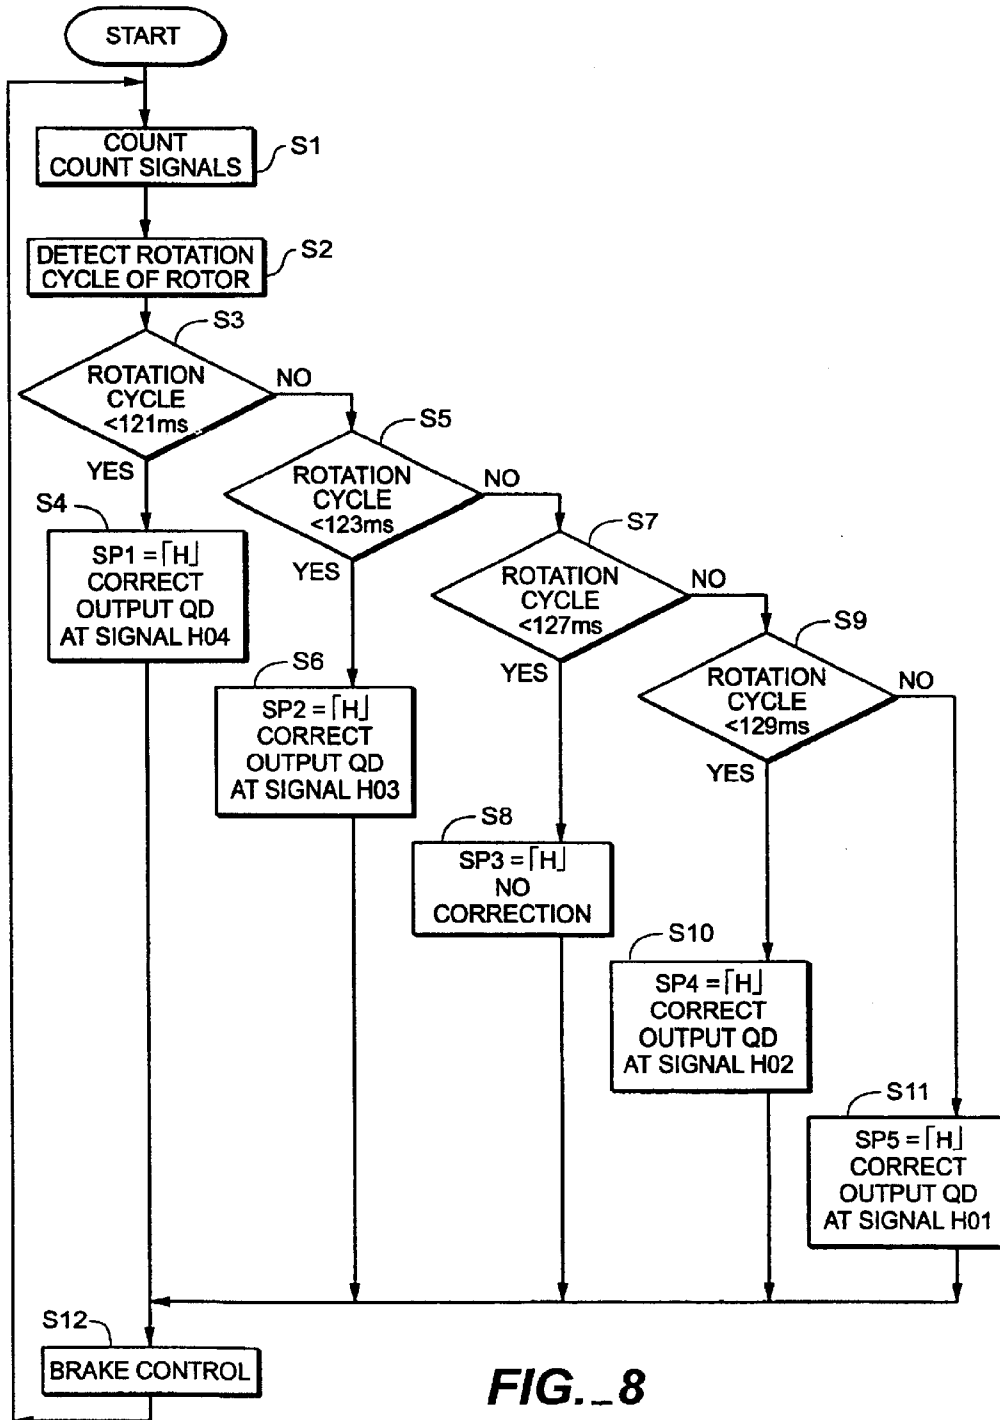 START
COUNT
COUNT SIGNALS
S1
DETECT ROTATION
CYCLE OF ROTOR
S2
S3
ROTATION
CYCLE
<121ms
NO
YES
S5
ROTATION
CYCLE
<123ms
NO
YES
S4
SP1 = ⌈H⌋
CORRECT
OUTPUT QD
AT SIGNAL H04
S7
ROTATION
CYCLE
<127ms
NO
YES
S6
SP2 = ⌈H⌋
CORRECT
OUTPUT QD
AT SIGNAL H03
S9
ROTATION
CYCLE
<129ms
NO
YES
S8
SP3 = ⌈H⌋
NO
CORRECTION
S10
SP4 = ⌈H⌋
CORRECT
OUTPUT QD
AT SIGNAL H02
S11
SP5 = ⌈H⌋
CORRECT
OUTPUT QD
AT SIGNAL H01
S12
BRAKE CONTROL
FIG._8